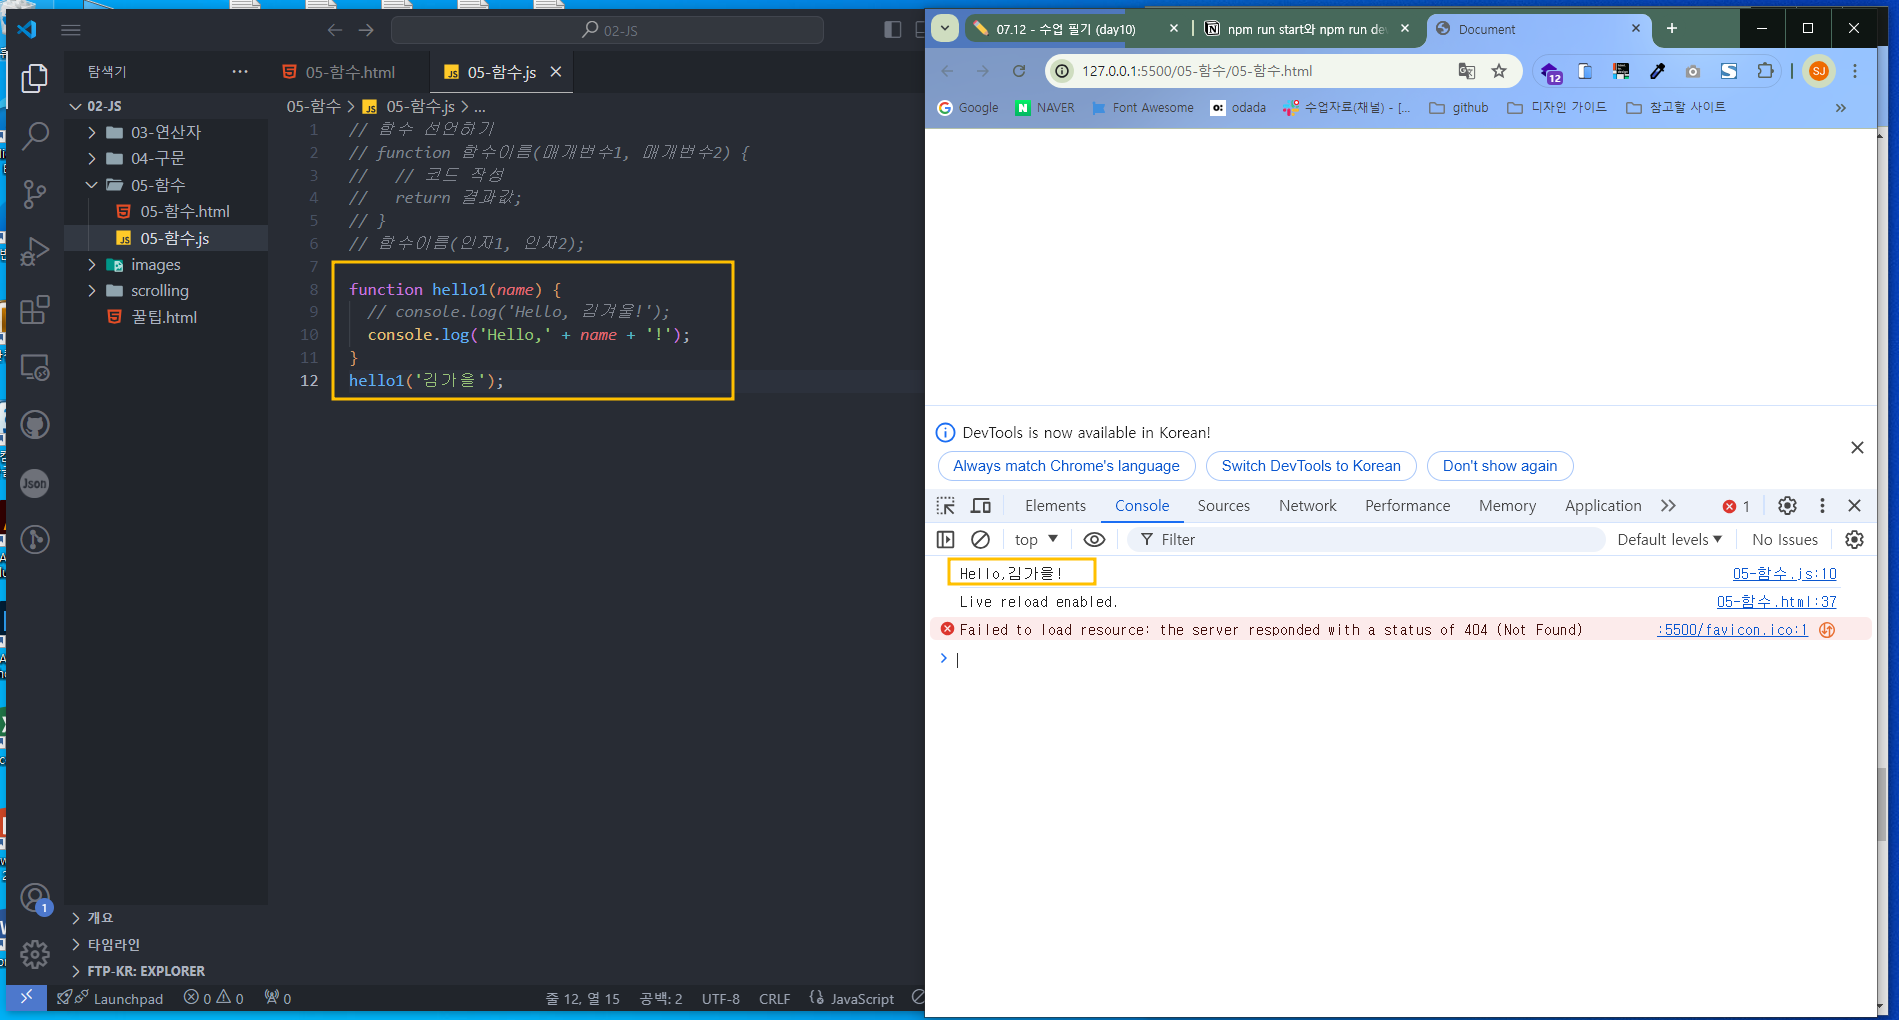 02-JS
탐색기
05-함수.html
05-함수.js
02-JS
03-연산자
04-구문
05-함수
05-함수.html
05-함수.js
images
scrolling
꿀팁.html
05-함수 > 05-함수.js > ...
1 // 함수 선언하기
2 // function 함수이름(매개변수1, 매개변수2) {
3 //   // 코드 작성
4 //   return 결과값;
5 // }
6 // 함수이름(인자1, 인자2);
7
8 function hello1(name) {
9   // console.log('Hello, 김겨울!');
10   console.log('Hello,' + name + '!');
11 }
12 hello1('김가을');
Json
1
개요
타임라인
FTP-KR: EXPLORER
Launchpad
0
0
0
줄 12, 열 15
공백: 2
UTF-8
CRLF
JavaScript
07.12 - 수업 필기 (day10)
npm run start와 npm run de
Document
127.0.0.1:5500/05-함수/05-함수.html
12
SJ
Google
NAVER
Font Awesome
odada
수업자료(채널) - [...
github
디자인 가이드
참고할 사이트
DevTools is now available in Korean!
Always match Chrome's language
Switch DevTools to Korean
Don't show again
Elements
Console
Sources
Network
Performance
Memory
Application
1
top
Filter
Default levels
No Issues
Hello,김가을!
05-함수.js:10
Live reload enabled.
05-함수.html:37
Failed to load resource: the server responded with a status of 404 (Not Found)
:5500/favicon.ico:1